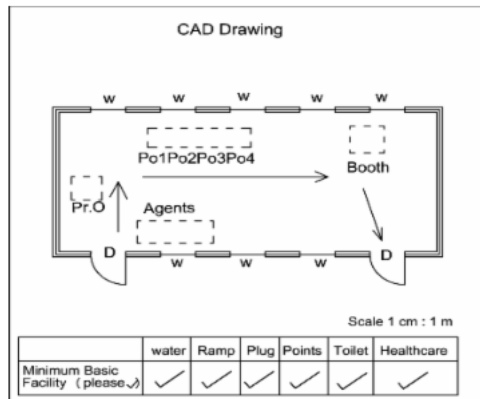 CAD Drawing
w w w w w
Po1Po2Po3Po4
Booth
Pr.O
Agents
D D
w w w
Scale 1 cm : 1 m
water Ramp Plug Points Toilet Healthcare
Minimum Basic
Facility ( please ✓) ✓ ✓ ✓ ✓ ✓ ✓